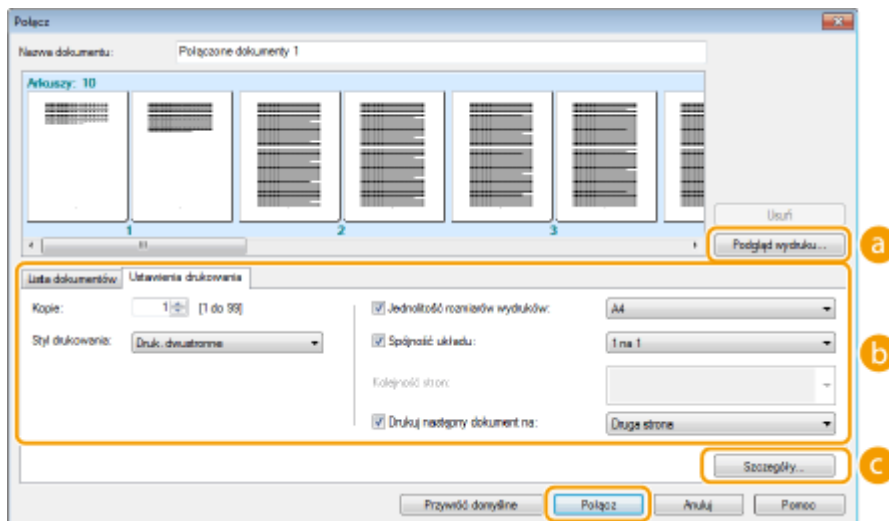 Połącz
Nazwa dokumentu: Połączone dokumenty 1
Arkuszy: 10
1 2 3
Usuń
Podgląd wydruku...
a
Lista dokumentów Ustawienia drukowania
Kopie: 1 [1 do 99] Jednolitość rozmiarów wydruków: A4
Styl drukowania: Druk. dwustronne Spójność układu: 1 na 1
b
Kolejność stron:
Drukuj następny dokument na: Druga strona
Szczegóły...
c
Przywróć domyślne Połącz Anuluj Pomoc